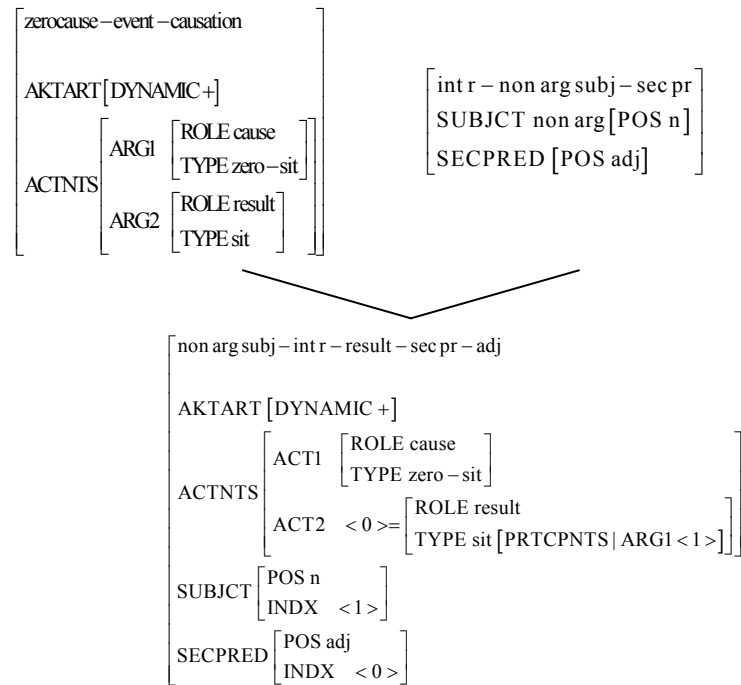 zerocause–event–causation
AKTART[DYNAMIC+]
ACTNTS
ARG1
ROLE cause
TYPE zero–sit
ARG2
ROLE result
TYPE sit
int r – non arg subj – sec pr
SUBJCT non arg [POS n]
SECPRED [POS adj]
non arg subj – int r – result – sec pr – adj
AKTART [DYNAMIC +]
ACTNTS
ACT1
ROLE cause
TYPE zero – sit
ACT2 < 0 >=
ROLE result
TYPE sit [PRTCPNTS | ARG1 < 1 >]
SUBJCT
POS n
INDX < 1 >
SECPRED
POS adj
INDX < 0 >